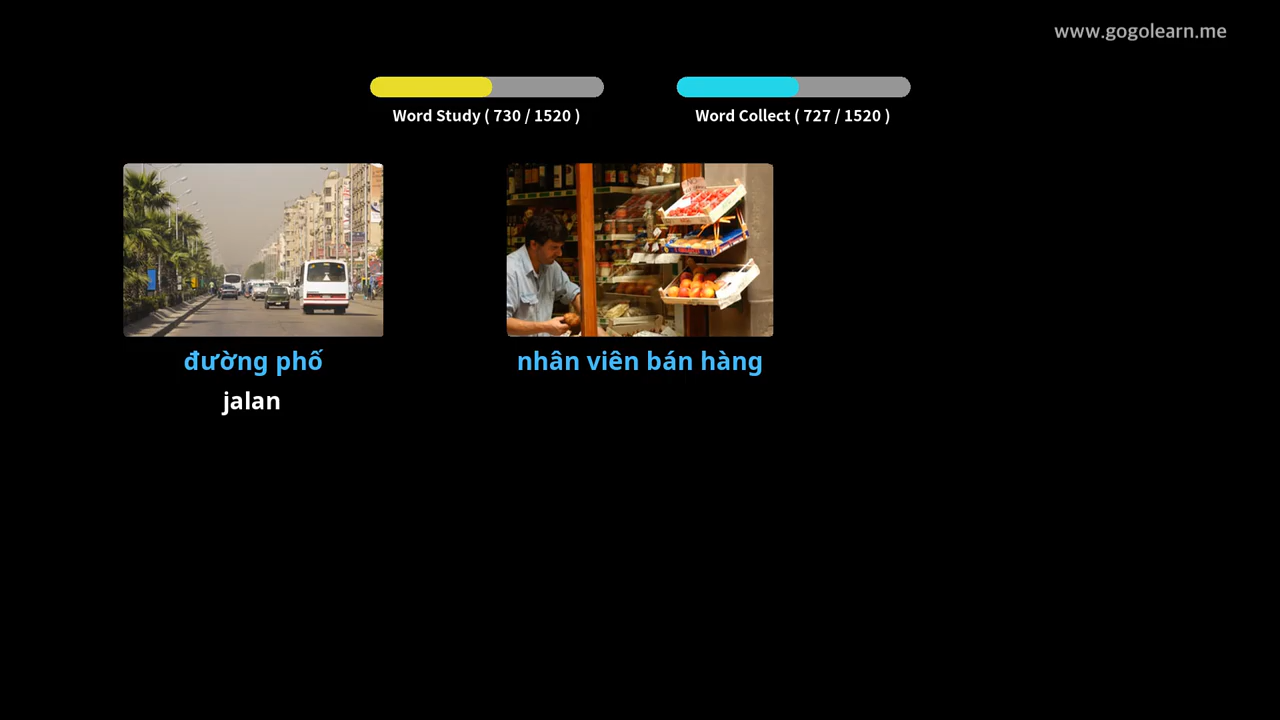 www.gogolearn.me
Word Study ( 730 / 1520 )
Word Collect ( 727 / 1520 )
đường phố
jalan
nhân viên bán hàng